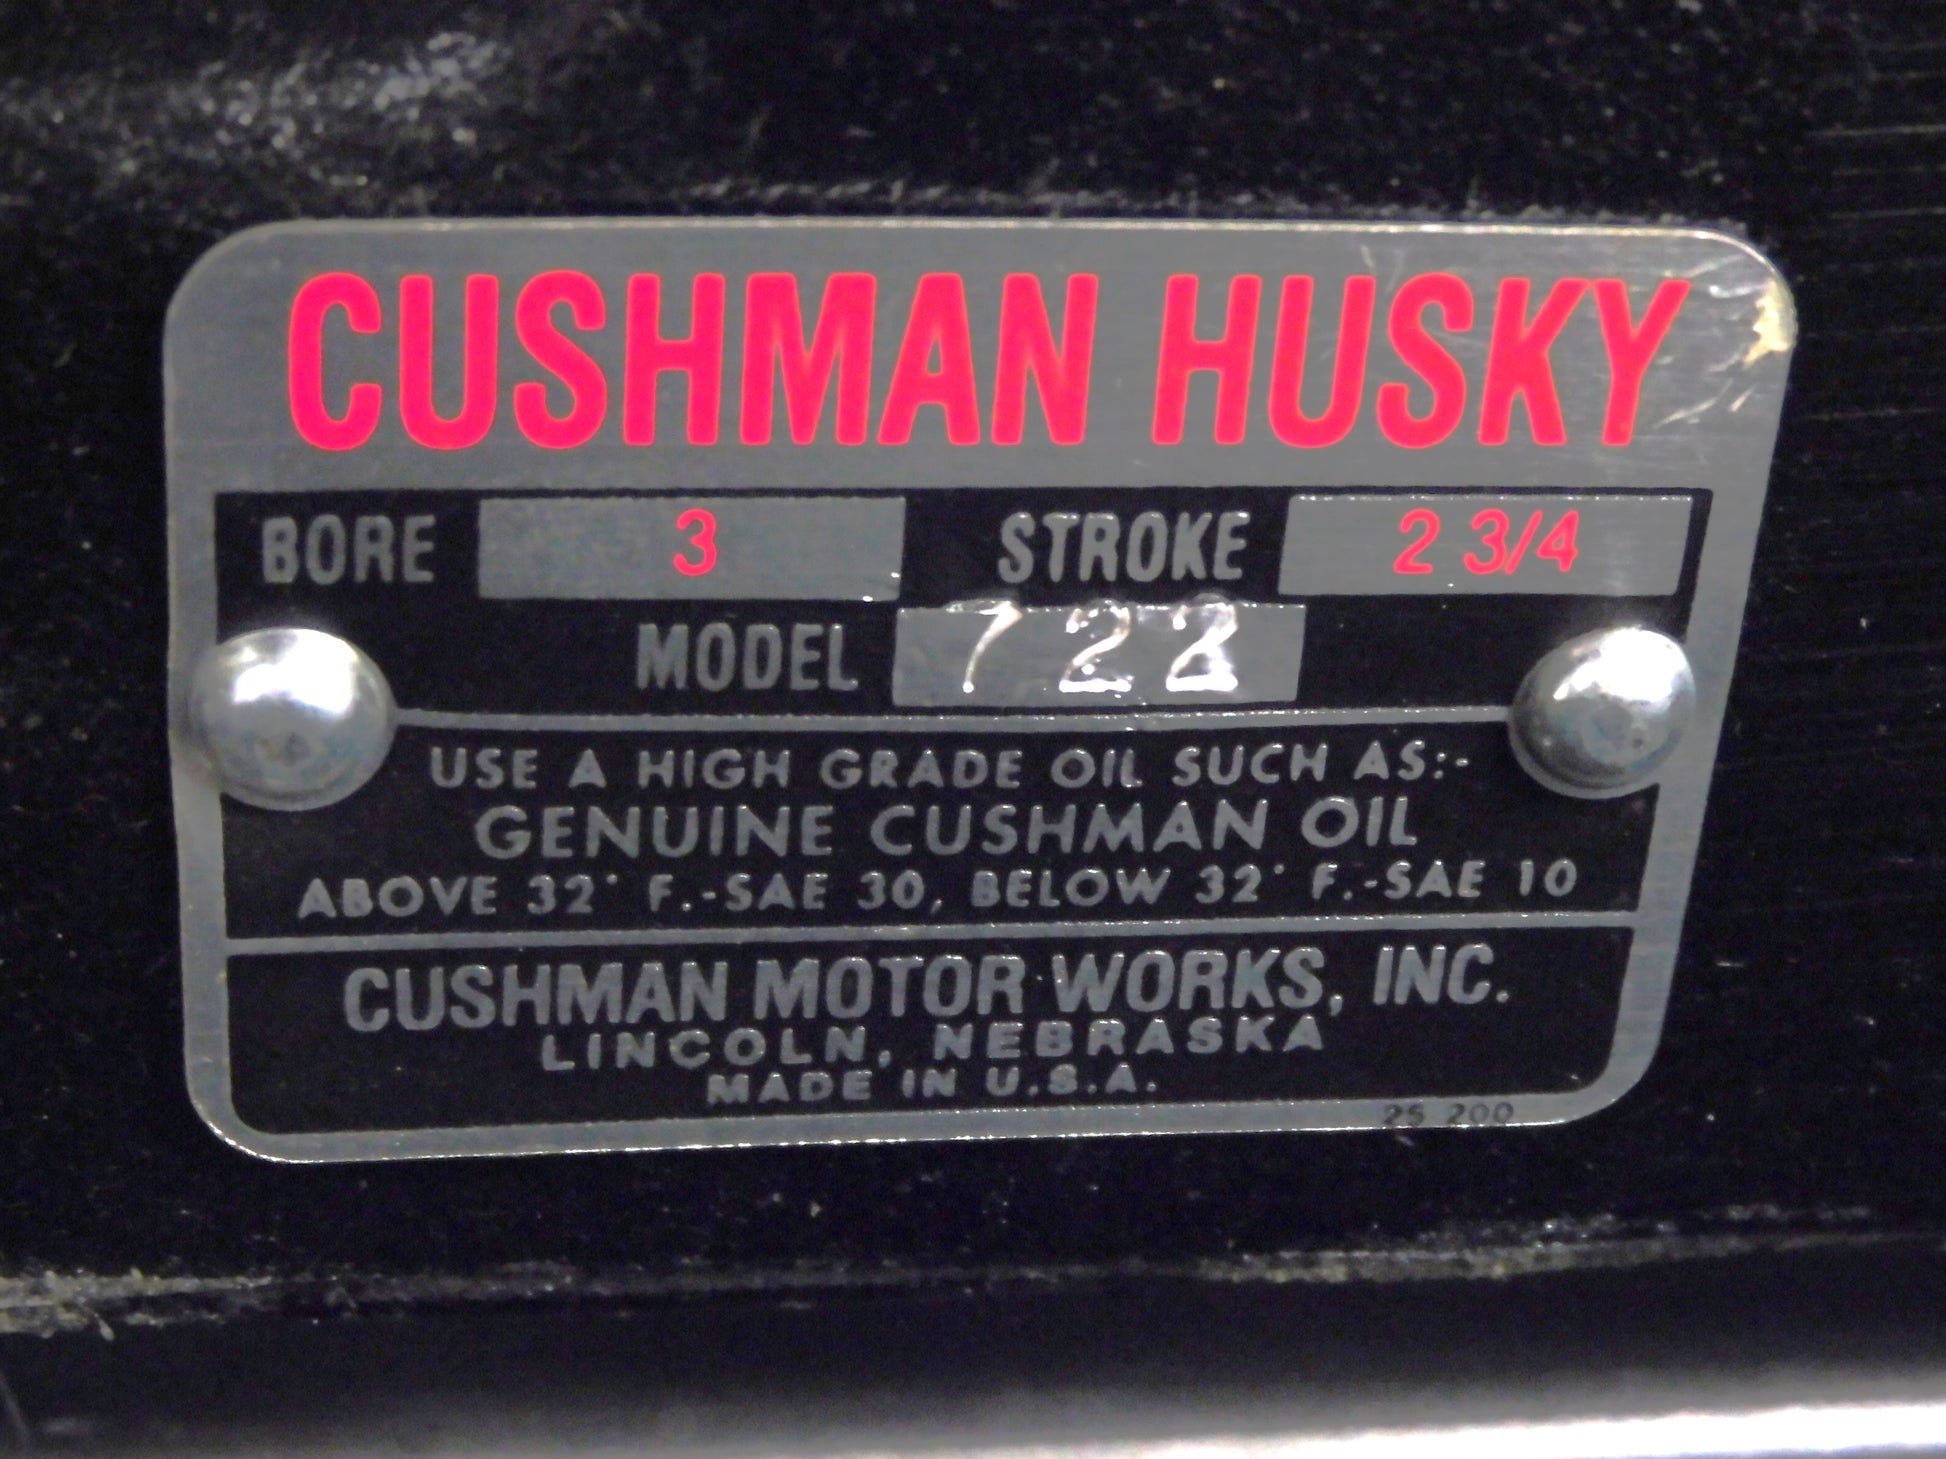 CUSHMAN HUSKY
BORE 3 STROKE 2 3/4
MODEL 722
USE A HIGH GRADE OIL SUCH AS:-
GENUINE CUSHMAN OIL
ABOVE 32° F.-SAE 30, BELOW 32° F.-SAE 10
CUSHMAN MOTOR WORKS, INC.
LINCOLN, NEBRASKA
MADE IN U.S.A.
25 200